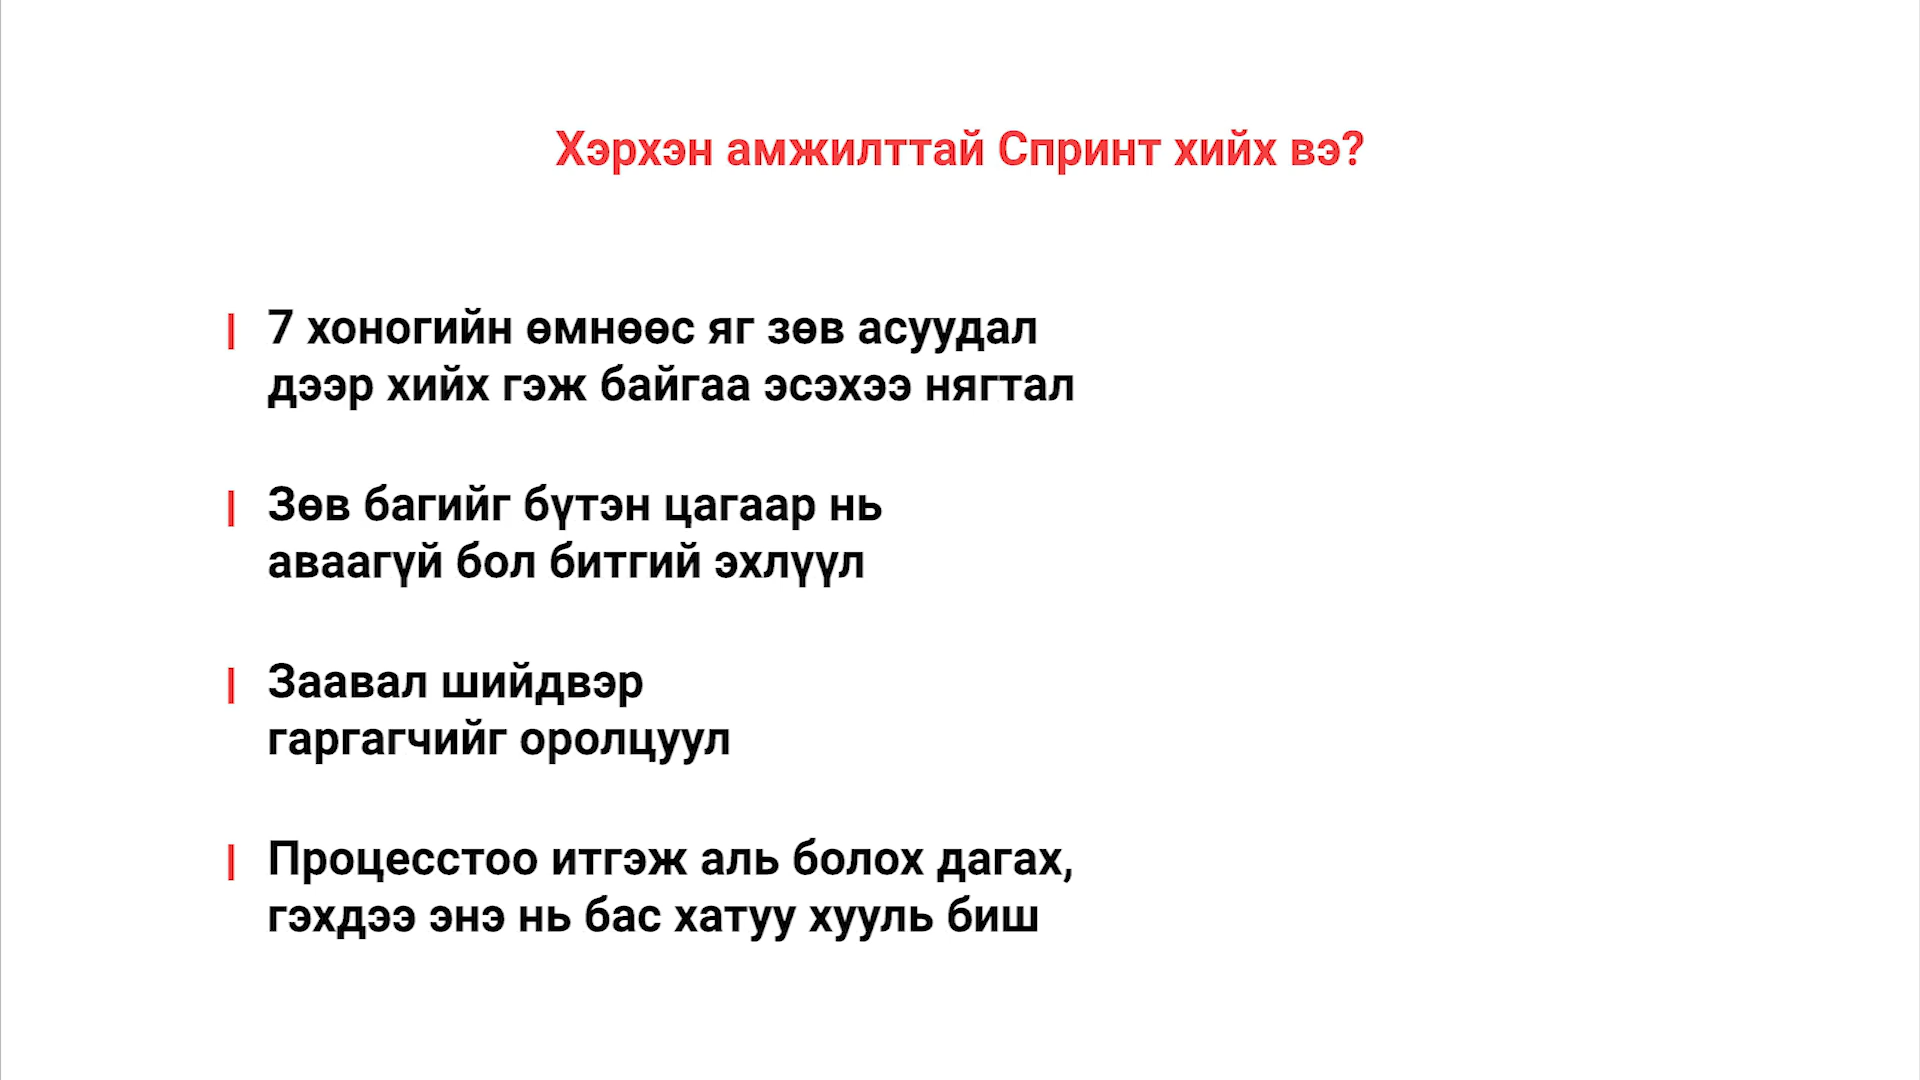 Хэрхэн амжилттай Спринт хийх вэ?
| 7 хоногийн өмнөөс яг зөв асуудал
дээр хийх гэж байгаа эсэхээ нягтал
| Зөв багийг бүтэн цагаар нь
аваагүй бол битгий эхлүүл
| Заавал шийдвэр
гаргагчийг оролцуул
| Процесстоо итгэж аль болох дагах,
гэхдээ энэ нь бас хатуу хууль биш